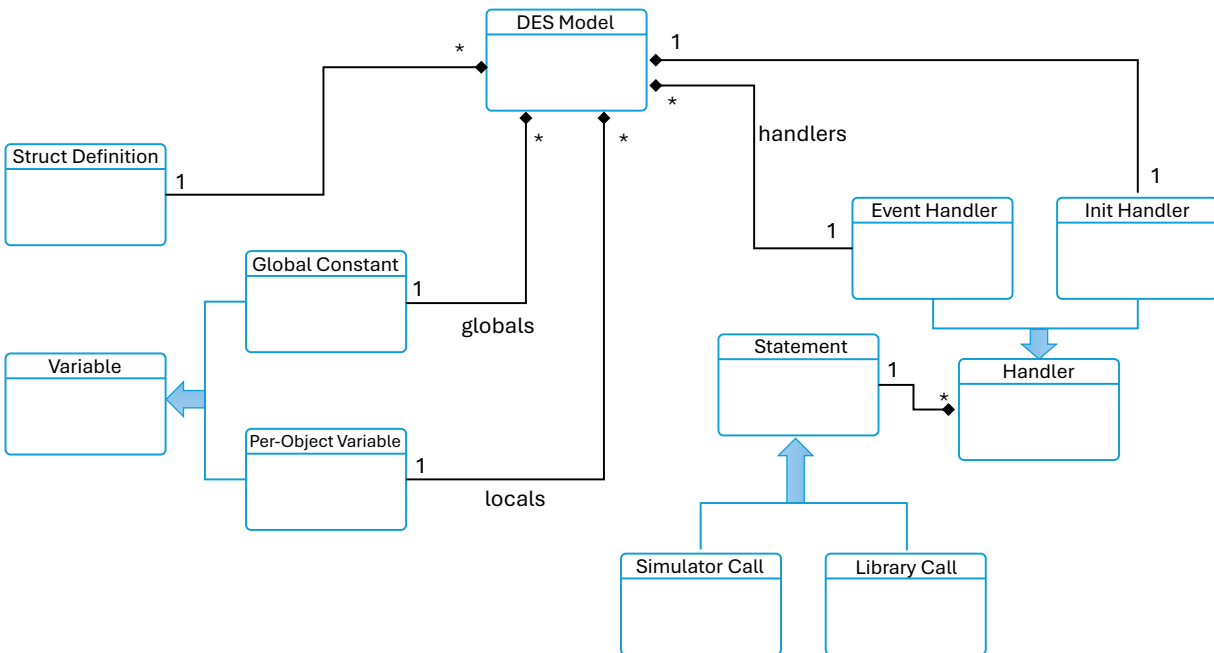 DES Model
*
1
*
handlers
*
*
Struct Definition
1
1
Event Handler
Init Handler
1
Global Constant
1
globals
Variable
Statement
1
*
Handler
Per-Object Variable
1
locals
Simulator Call
Library Call